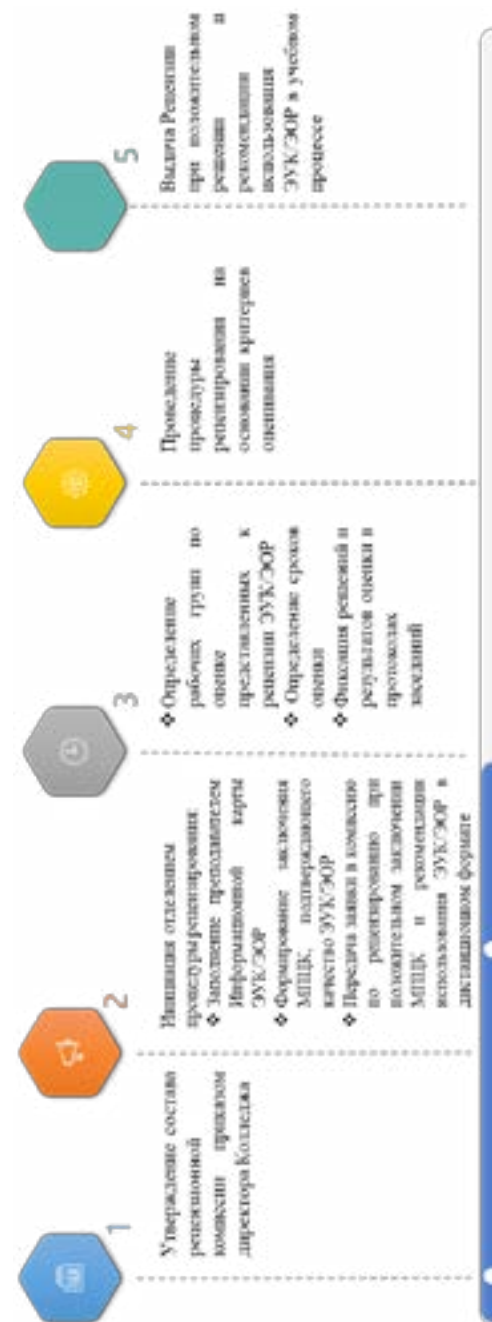 1
Утверждение состава
рецензионной
комиссии приказом
директора Колледжа
2
Инициация отделением
процедуры рецензирования:
❖ Заполнение преподавателем
Информационной карты
ЭУК/ЭОР
❖ Формирование заключения
МПЦК, подтверждающего
качество ЭУК/ЭОР
❖ Передача заявки в комиссию
по рецензированию при
положительном заключении
МПЦК и рекомендации
использования ЭУК/ЭОР в
дистанционном формате
3
❖ Определение
рабочих групп по
оценке
представленных к
рецензии ЭУК/ЭОР
❖ Определение сроков
оценки
❖ Фиксация решений и
результатов оценки в
протоколах
заседаний
4
Проведение
процедуры
рецензирования на
основании критериев
оценивания
5
Выдача Рецензии
при положительном
решении и
рекомендации
использования
ЭУК/ЭОР в учебном
процессе